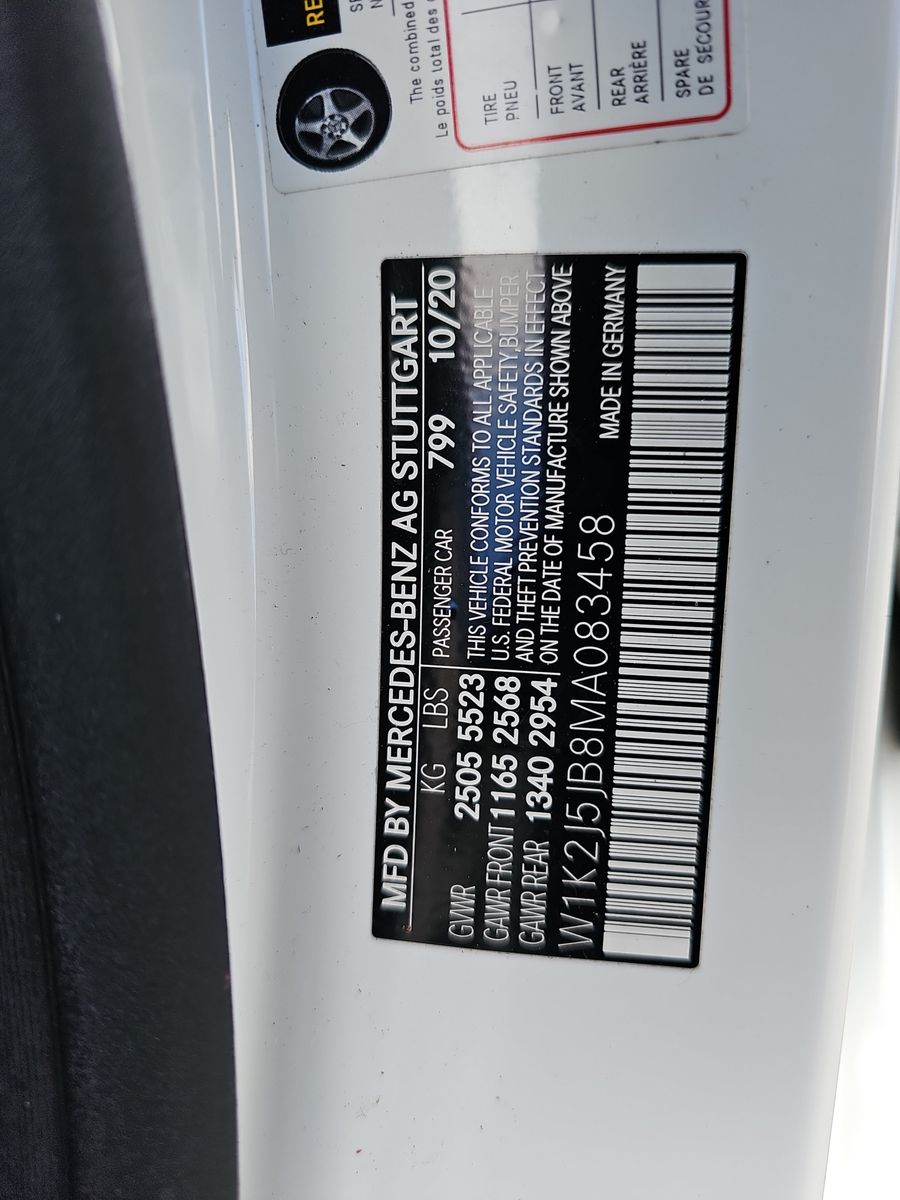 RE
The combined
Le poids total des
TIRE
PNEU
FRONT
AVANT
REAR
ARRIÈRE
SPARE
DE SECOUR
MFD BY MERCEDES-BENZ AG STUTTGART
KG LBS PASSENGER CAR 799 10/20
GVWR 2505 5523 THIS VEHICLE CONFORMS TO ALL APPLICABLE
GAWR FRONT 1165 2568 U.S. FEDERAL MOTOR VEHICLE SAFETY, BUMPER
GAWR REAR 1340 2954 AND THEFT PREVENTION STANDARDS IN EFFECT
ON THE DATE OF MANUFACTURE SHOWN ABOVE
W1K2J5JB8MA083458 MADE IN GERMANY